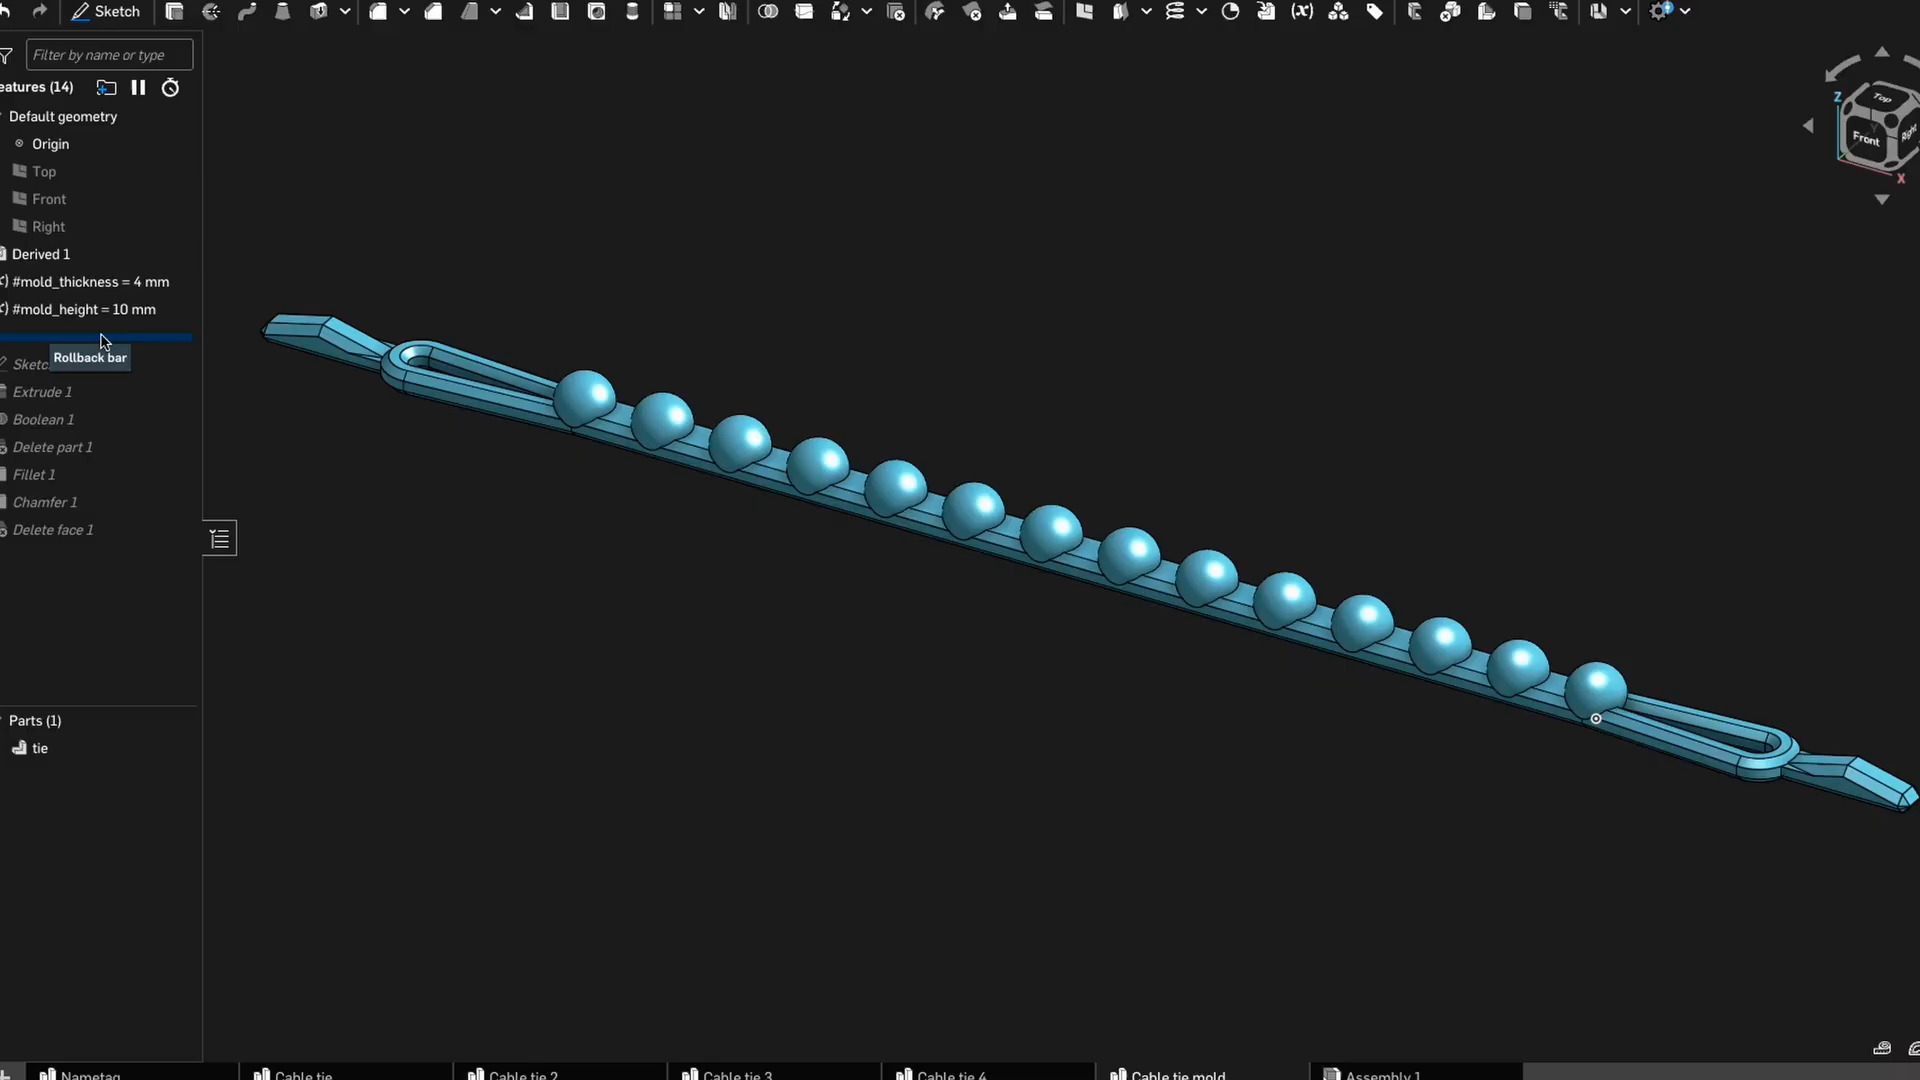 Sketch
Filter by name or type
eatures (14)
Default geometry
Origin
Top
Front
Right
Derived 1
#mold_thickness = 4 mm
#mold_height = 10 mm
Rollback bar
Sketc
Extrude 1
Boolean 1
Delete part 1
Fillet 1
Chamfer 1
Delete face 1
Parts (1)
tie
Z
Top
Front
Right
X
Nametag
Cable tie
Cable tie 2
Cable tie 3
Cable tie 4
Cable tie mold
Assembly 1